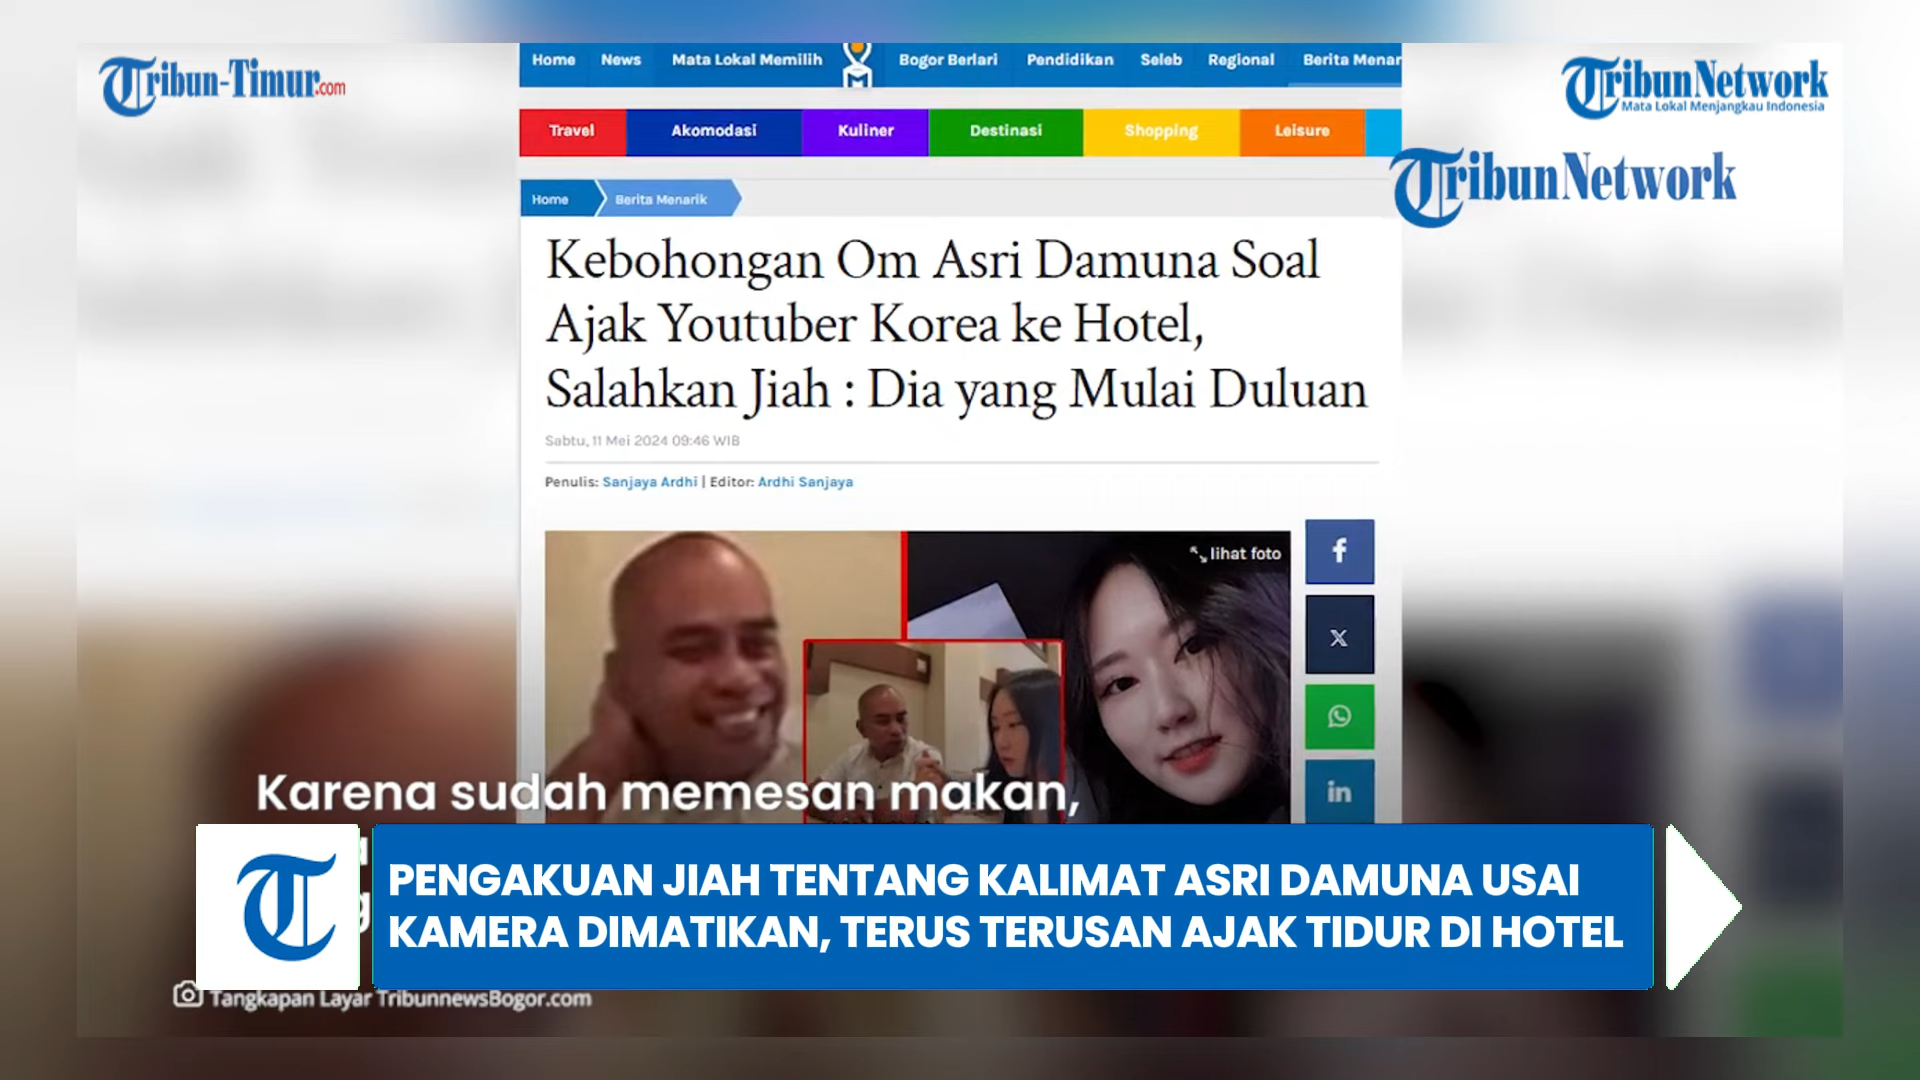 Tribun-Timur.com
TribunNetwork
Mata Lokal Menjangkau Indonesia
TribunNetwork
Home News Mata Lokal Memilih M Bogor Berlari Pendidikan Seleb Regional Berita Menar
Travel Akomodasi Kuliner Destinasi Shopping Leisure
Home Berita Menarik
Kebohongan Om Asri Damuna Soal
Ajak Youtuber Korea ke Hotel,
Salahkan Jiah : Dia yang Mulai Duluan
Sabtu, 11 Mei 2024 09:46 WIB
Penulis: Sanjaya Ardhi | Editor: Ardhi Sanjaya
lihat foto
f
X
in
Karena sudah memesan makan,
T
PENGAKUAN JIAH TENTANG KALIMAT ASRI DAMUNA USAI
KAMERA DIMATIKAN, TERUS TERUSAN AJAK TIDUR DI HOTEL
Tangkapan Layar TribunnewsBogor.com